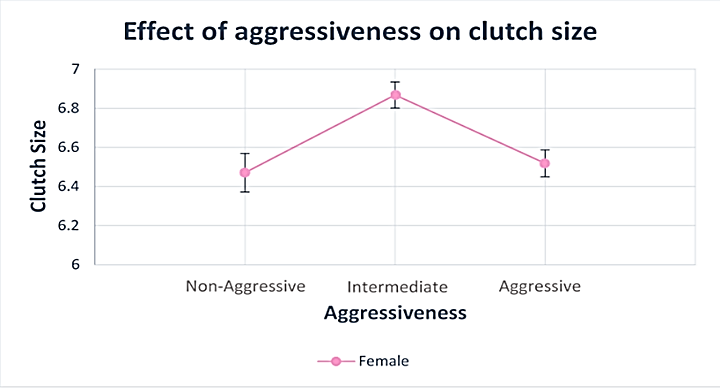 Effect of aggressiveness on clutch size
7
6.8
6.6
6.4
6.2
6
Clutch Size
Non-Aggressive Intermediate Aggressive
Aggressiveness
Female